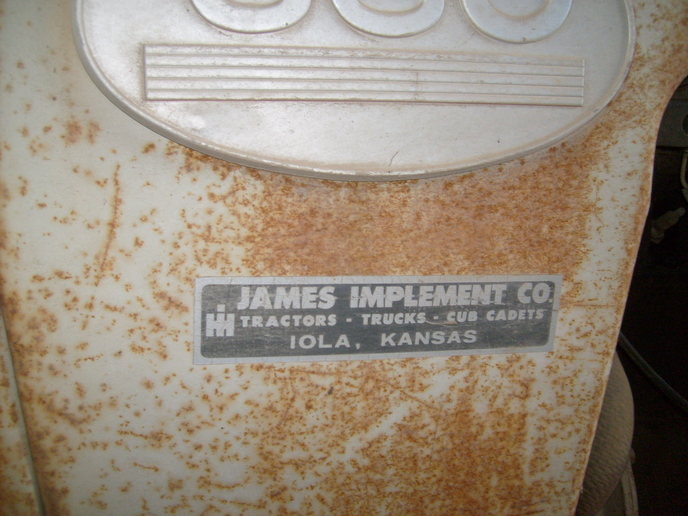 JAMES IMPLEMENT CO.
IH TRACTORS - TRUCKS - CUB CADETS
IOLA, KANSAS